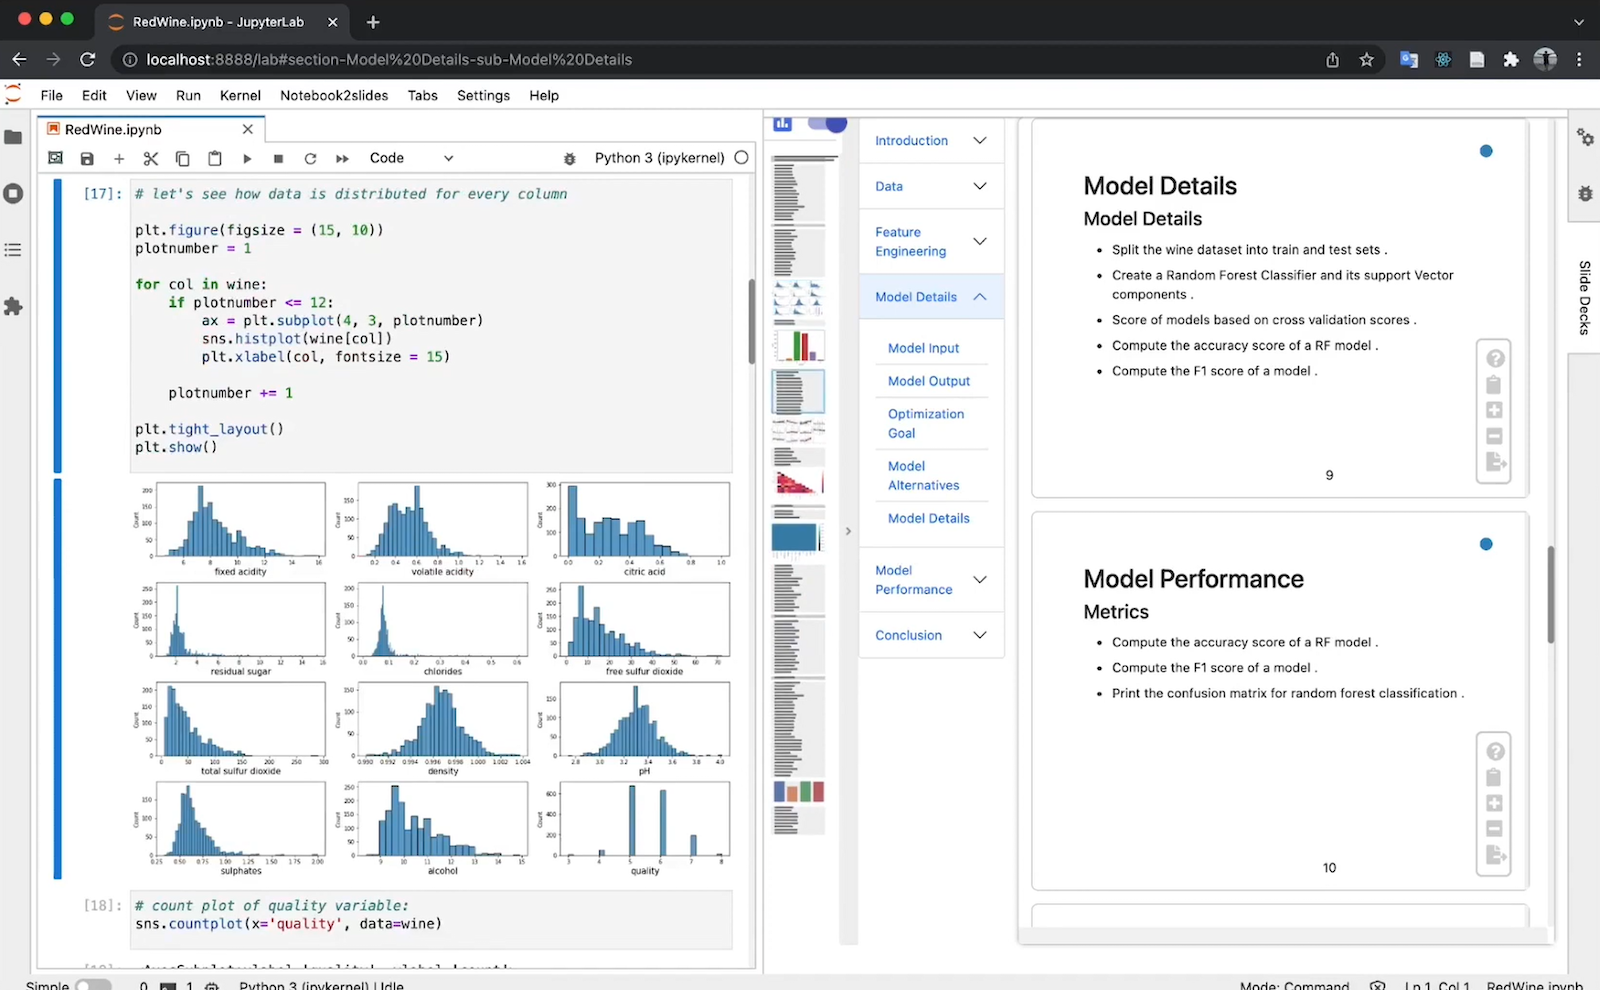 RedWine.ipynb - JupyterLab
localhost:8888/lab#section-Model%20Details-sub-Model%20Details
File Edit View Run Kernel Notebook2slides Tabs Settings Help
RedWine.ipynb
Code
Python 3 (ipykernel)
[17]:
# let's see how data is distributed for every column
plt.figure(figsize = (15, 10))
plotnumber = 1
for col in wine:
if plotnumber <= 12:
ax = plt.subplot(4, 3, plotnumber)
sns.histplot(wine[col])
plt.xlabel(col, fontsize = 15)
plotnumber += 1
plt.tight_layout()
plt.show()
fixed acidity
volatile acidity
citric acid
residual sugar
chlorides
free sulfur dioxide
total sulfur dioxide
density
pH
sulphates
alcohol
quality
[18]:
# count plot of quality variable:
sns.countplot(x='quality', data=wine)
Introduction
Data
Feature
Engineering
Model Details
Model Input
Model Output
Optimization
Goal
Model
Alternatives
Model Details
Model
Performance
Conclusion
Model Details
Model Details
• Split the wine dataset into train and test sets .
• Create a Random Forest Classifier and its support Vector
components .
• Score of models based on cross validation scores .
• Compute the accuracy score of a RF model .
• Compute the F1 score of a model .
9
Model Performance
Metrics
• Compute the accuracy score of a RF model .
• Compute the F1 score of a model .
• Print the confusion matrix for random forest classification .
10
Slide Decks
Simple
0
1
Python 3 (ipykernel) | Idle
Mode: Command
Ln 1, Col 1
RedWine.ipynb